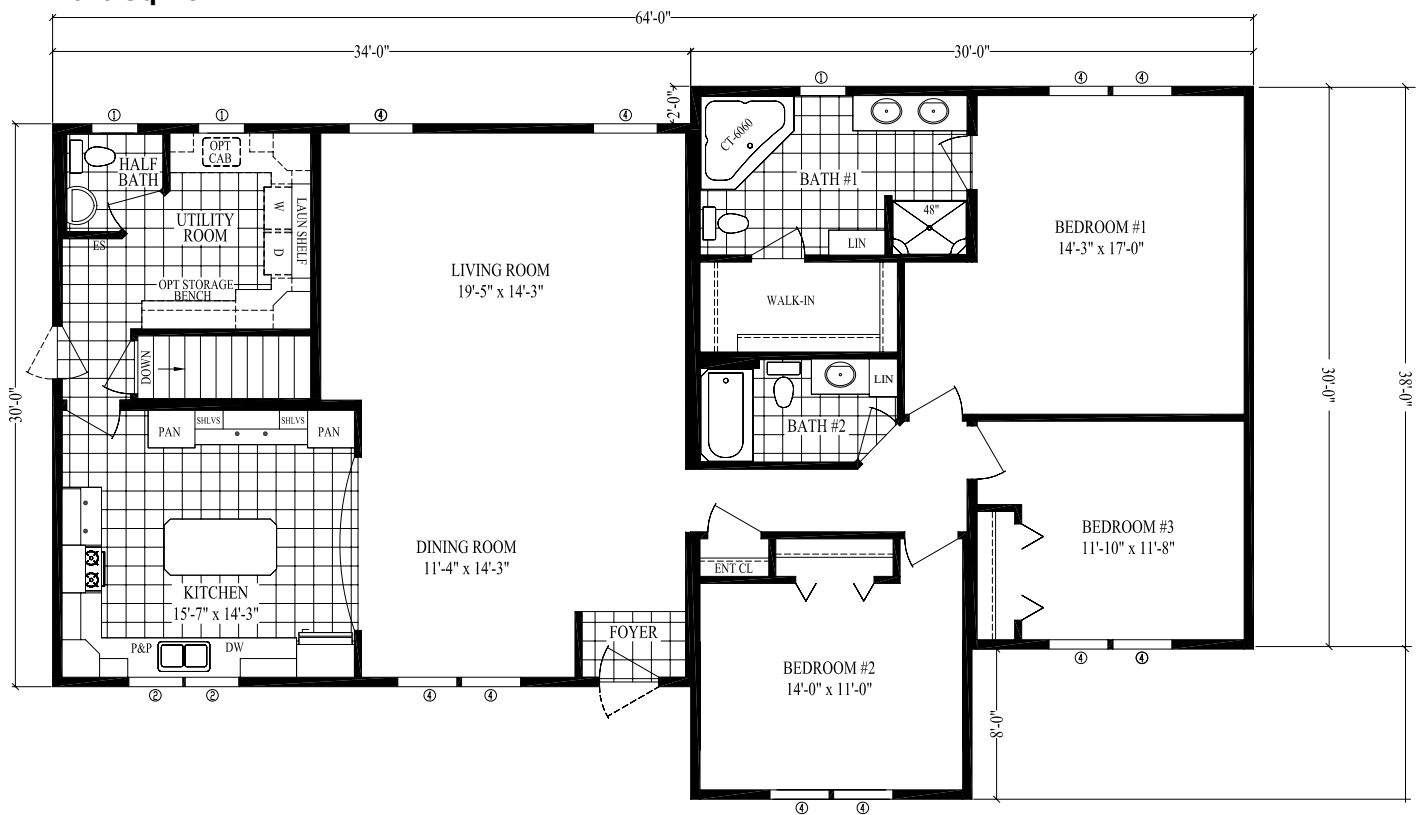 64'-0"
34'-0"
30'-0"
①
④
④
2'-0"
①
①
④
④
OPT
CAB
HALF
BATH
CT-6060
BATH #1
W
LAUN SHELF
UTILITY
ROOM
48"
BEDROOM #1
14'-3" x 17'-0"
ES
D
LIN
LIVING ROOM
19'-5" x 14'-3"
OPT STORAGE
BENCH
WALK-IN
DOWN
30'-0"
30'-0"
38'-0"
LIN
SHLVS
SHLVS
PAN
PAN
BATH #2
BEDROOM #3
11'-10" x 11'-8"
DINING ROOM
11'-4" x 14'-3"
ENT CL
KITCHEN
15'-7" x 14'-3"
FOYER
P&P
DW
④
④
BEDROOM #2
14'-0" x 11'-0"
②
②
④
④
8'-0"
④
④